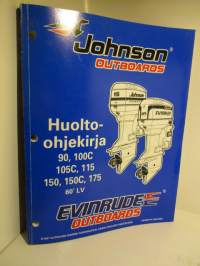 Johnson
OUTBOARDS
Huolto-
ohjekirja
90, 100C
105C, 115
150, 150C, 175
60° LV
EVINRUDE
OUTBOARDS